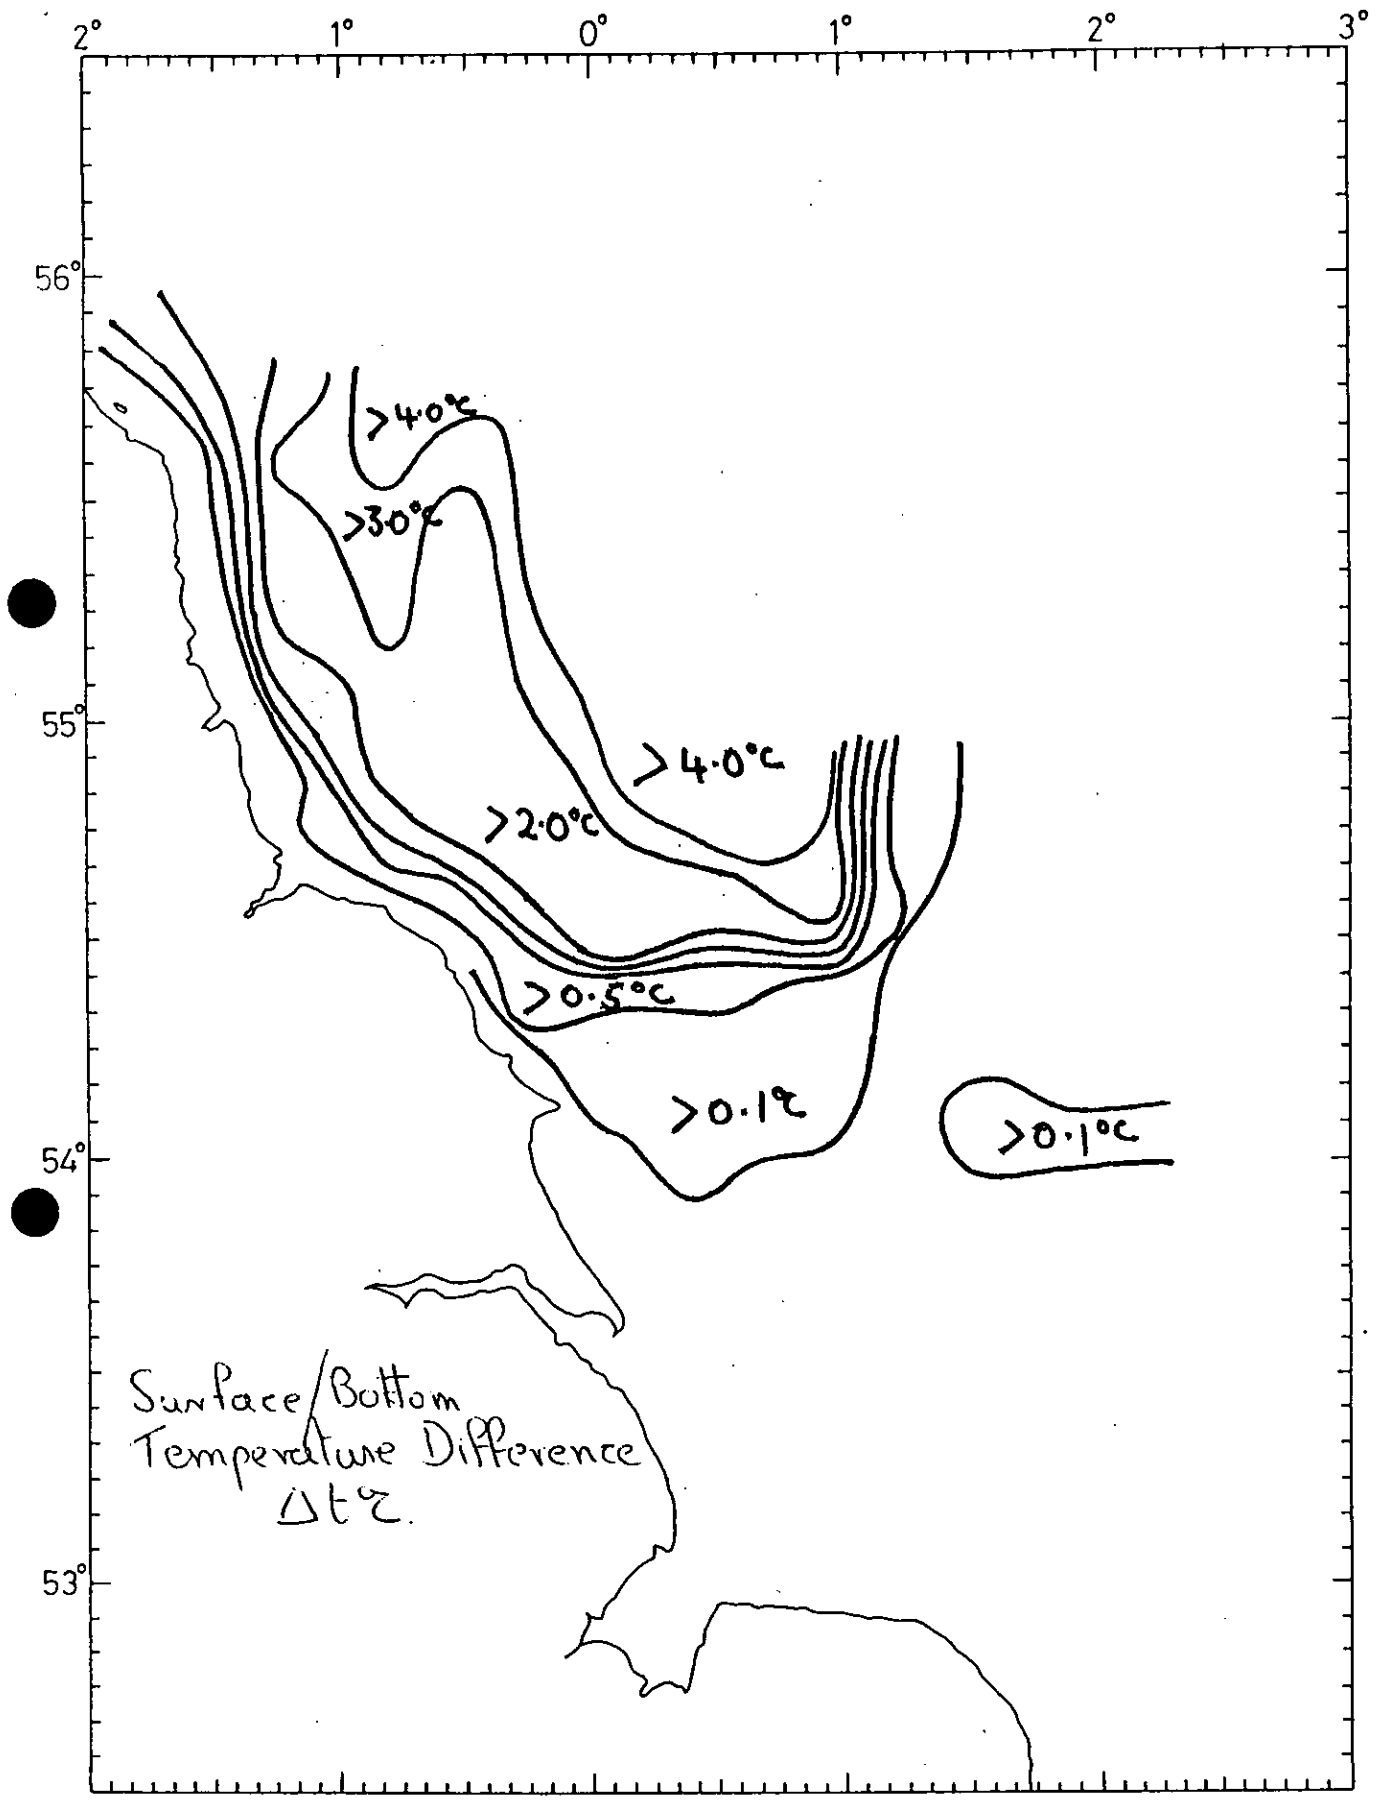 2° 1° 0° 1° 2° 3°
56°
>4.0°C
>3.0°C
55°
>4.0°C
>2.0°C
>0.5°C
>0.1°C
>0.1°C
54°
Surface/Bottom
Temperature Difference
Δt°C.
53°